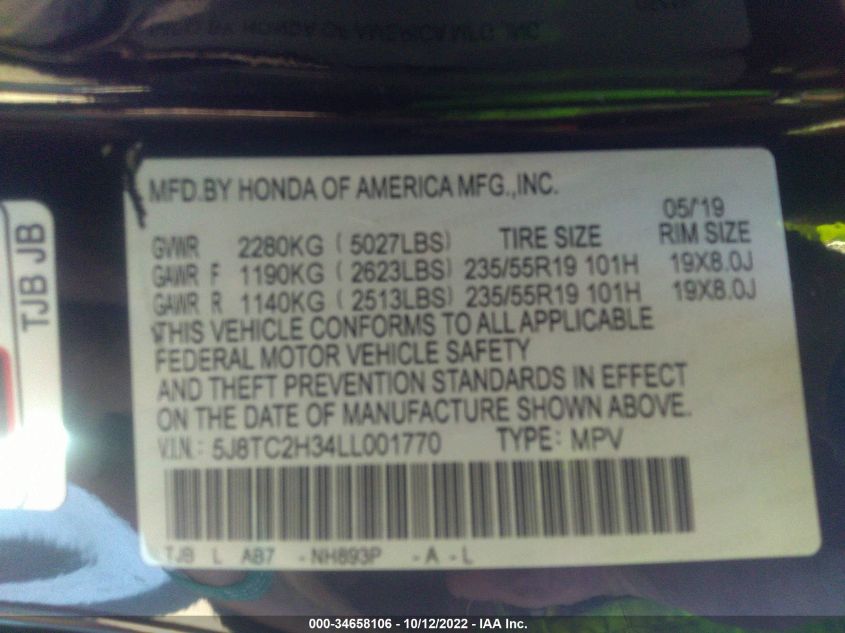 MFD.BY HONDA OF AMERICA MFG.,INC.
05/'19
GVWR 2280KG ( 5027LBS) TIRE SIZE RIM SIZE
GAWR F 1190KG ( 2623LBS) 235/55R19 101H 19X8.0J
GAWR R 1140KG ( 2513LBS) 235/55R19 101H 19X8.0J
THIS VEHICLE CONFORMS TO ALL APPLICABLE
FEDERAL MOTOR VEHICLE SAFETY
AND THEFT PREVENTION STANDARDS IN EFFECT
ON THE DATE OF MANUFACTURE SHOWN ABOVE.
V.I.N.: 5J8TC2H34LL001770 TYPE: MPV
TJB L AB7 - NH893P - A - L
TJB JB
000-34658106 - 10/12/2022 - IAA Inc.